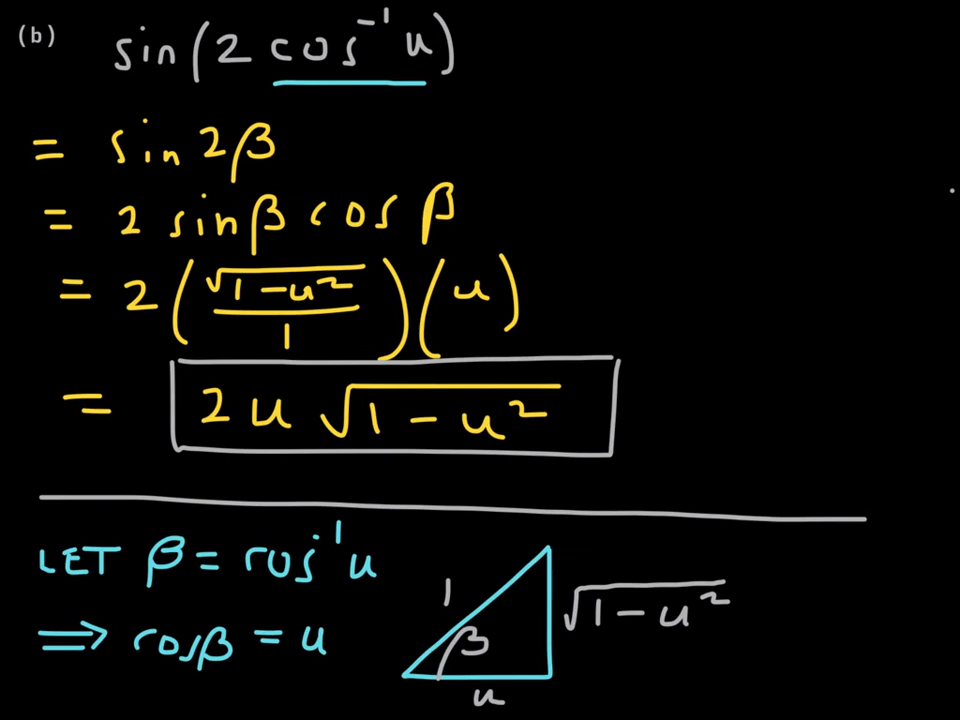 (b) sin(2 cos⁻¹ u)
= sin 2β
= 2 sinβ cos β
= 2 (√(1-u²)/1) (u)
= 2u √(1-u²)
LET β = cos⁻¹ u
⟹ cosβ = u
1
β
u
√(1-u²)